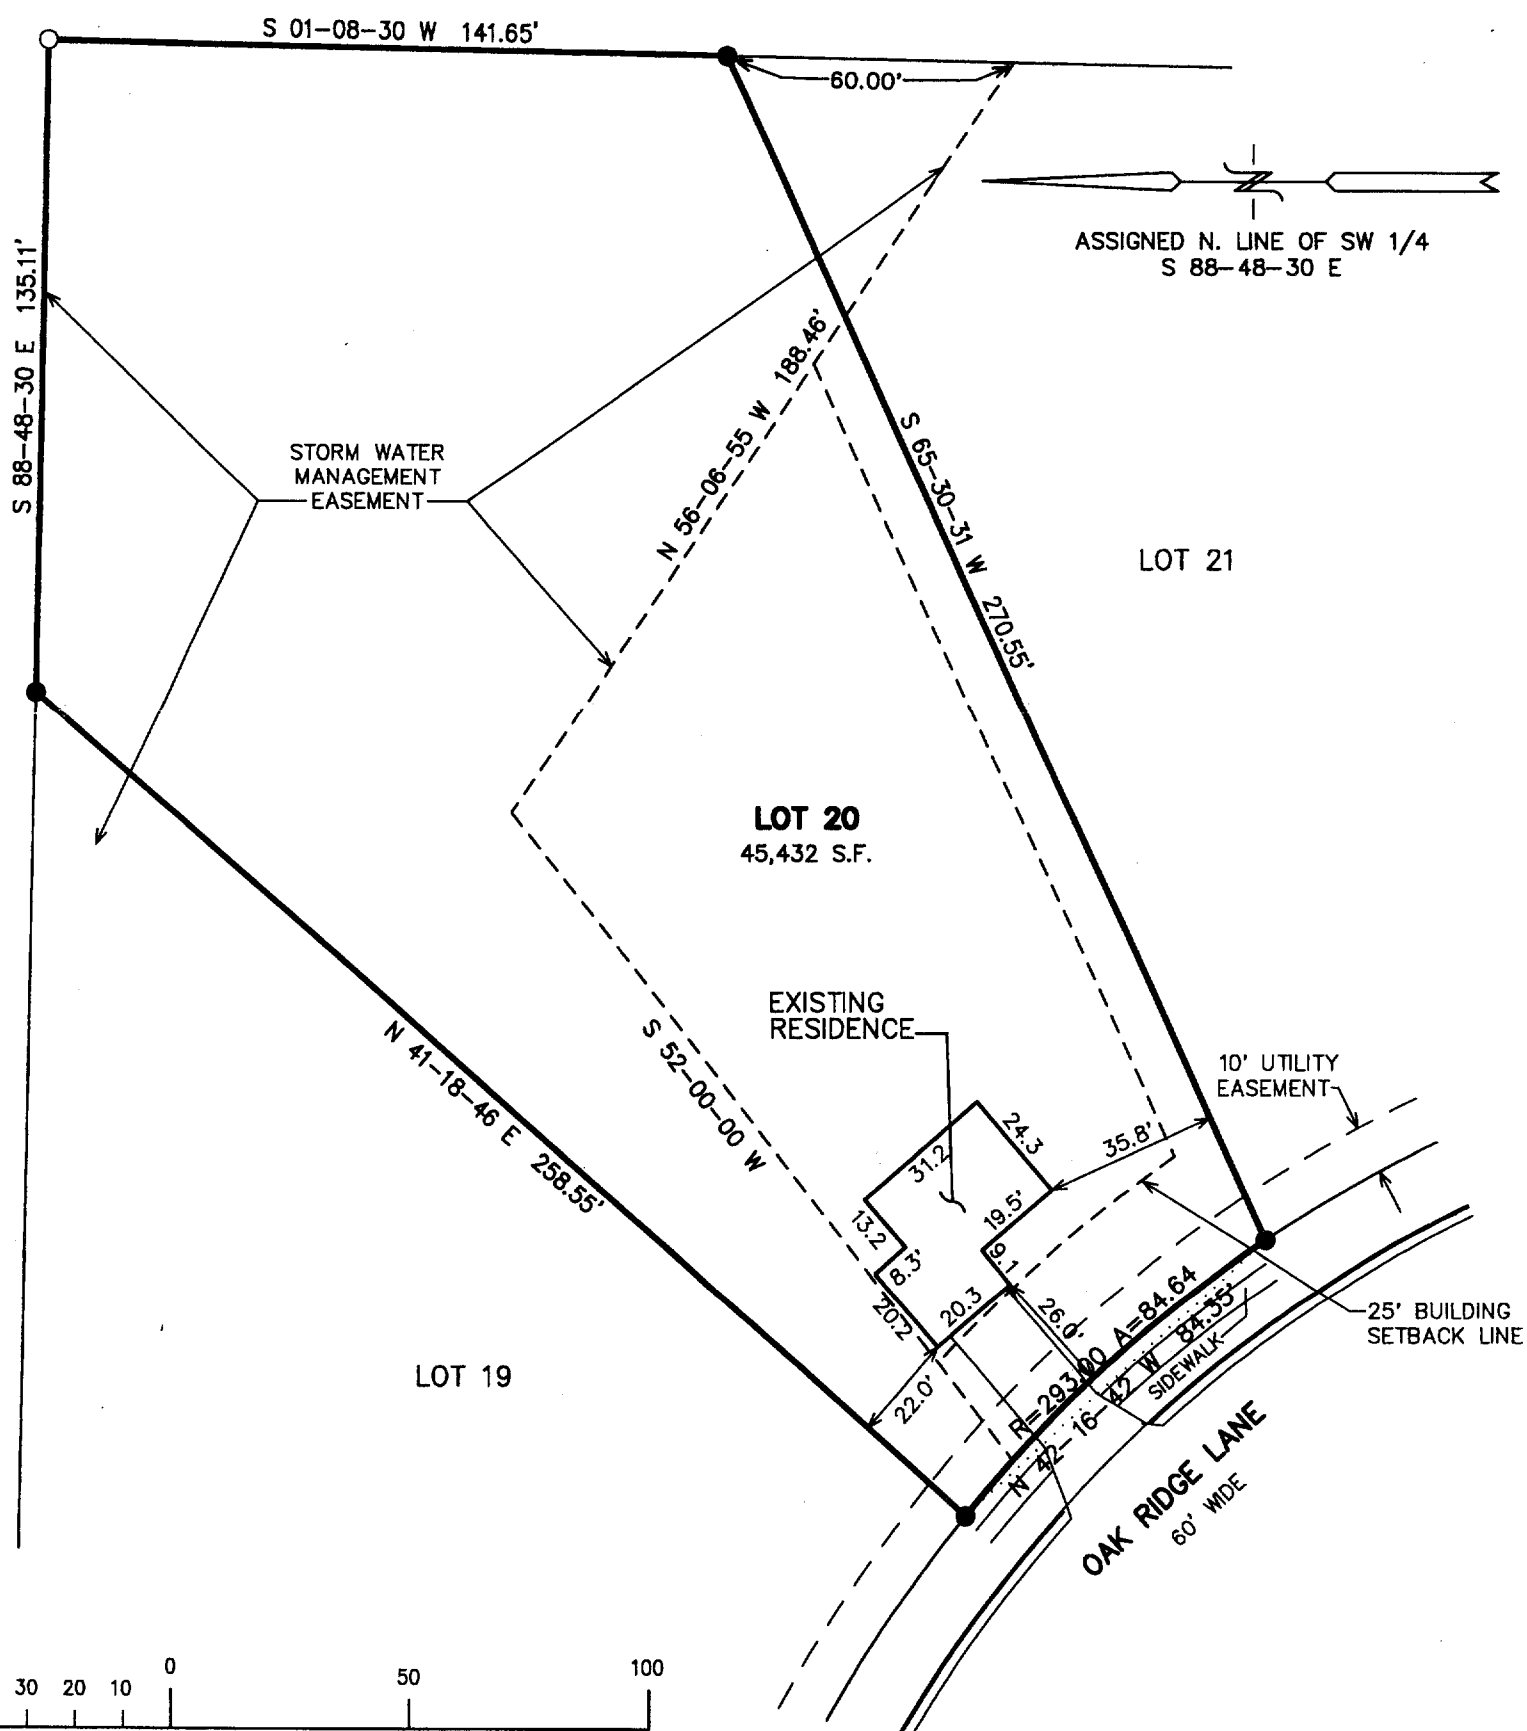 S 01-08-30 W 141.65'
60.00'
ASSIGNED N. LINE OF SW 1/4
S 88-48-30 E
S 88-48-30 E 135.11'
STORM WATER
MANAGEMENT
EASEMENT
N 56-06-55 W 188.46'
S 65-30-31 W 270.55'
LOT 21
LOT 20
45,432 S.F.
EXISTING
RESIDENCE
S 52-00-00 W
N 41-18-46 E 258.55'
10' UTILITY
EASEMENT
24.3
31.2
35.8'
19.5'
13.2
9.1
8.3'
20.3
20.2
26.0'
22.0'
R=293.00 A=84.64
N 42-16-42 W 84.35'
SIDEWALK
25' BUILDING
SETBACK LINE
LOT 19
OAK RIDGE LANE
60' WIDE
30 20 10 0 50 100